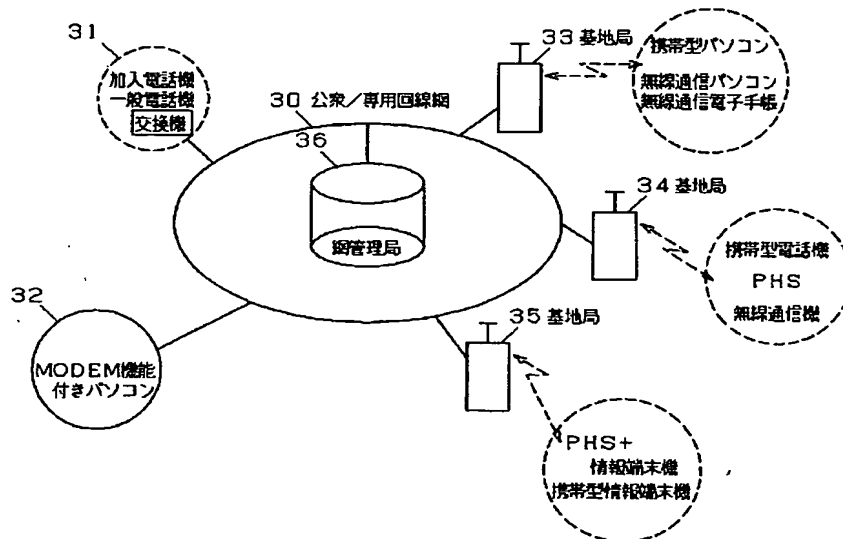 31
加入電話機
一般電話機
交換機
30 公衆／専用回線網
36
網管理局
33 基地局
携帯型パソコン
無線通信パソコン
無線通信電子手帳
34 基地局
携帯型電話機
PHS
無線通信機
32
MODEM機能
付きパソコン
35 基地局
PHS+
情報端末機
携帯型情報端末機